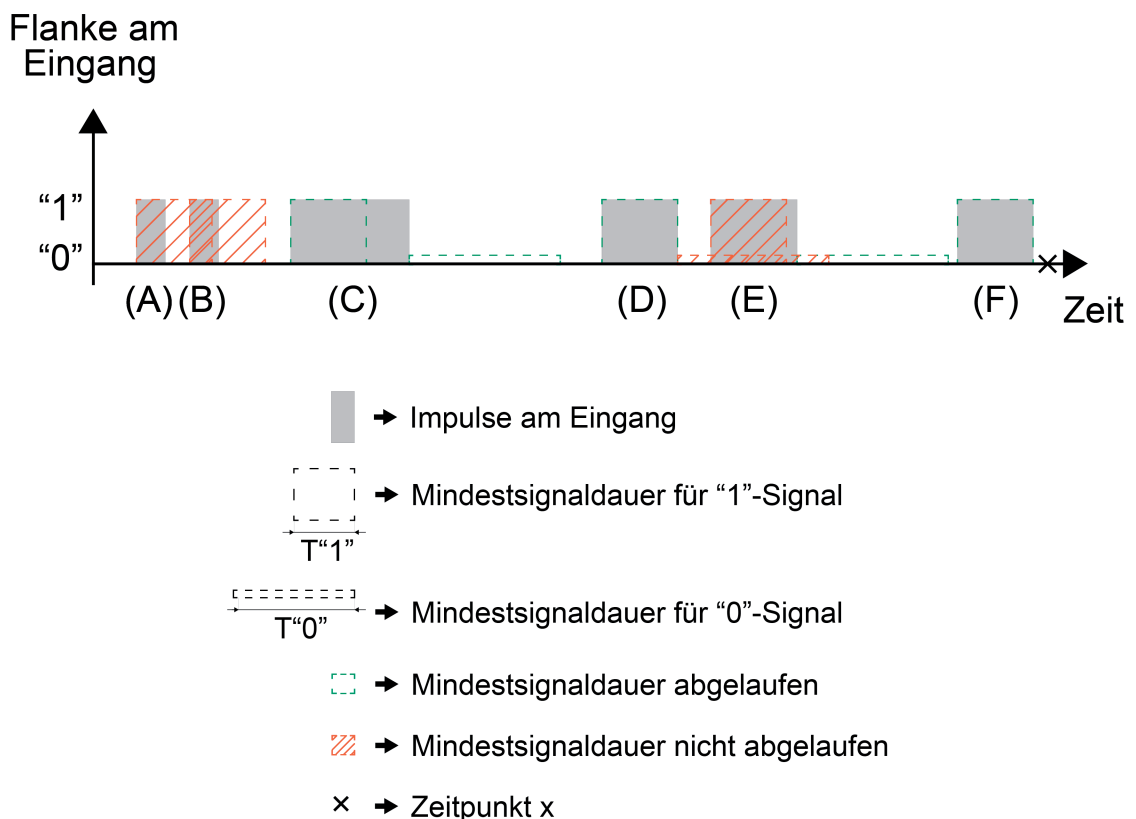 Flanke am
Eingang
“1”
“0”
(A) (B) (C) (D) (E) (F)
Zeit
Impulse am Eingang
Mindestsignaldauer für “1”-Signal
T“1”
Mindestsignaldauer für “0”-Signal
T“0”
Mindestsignaldauer abgelaufen
Mindestsignaldauer nicht abgelaufen
Zeitpunkt x